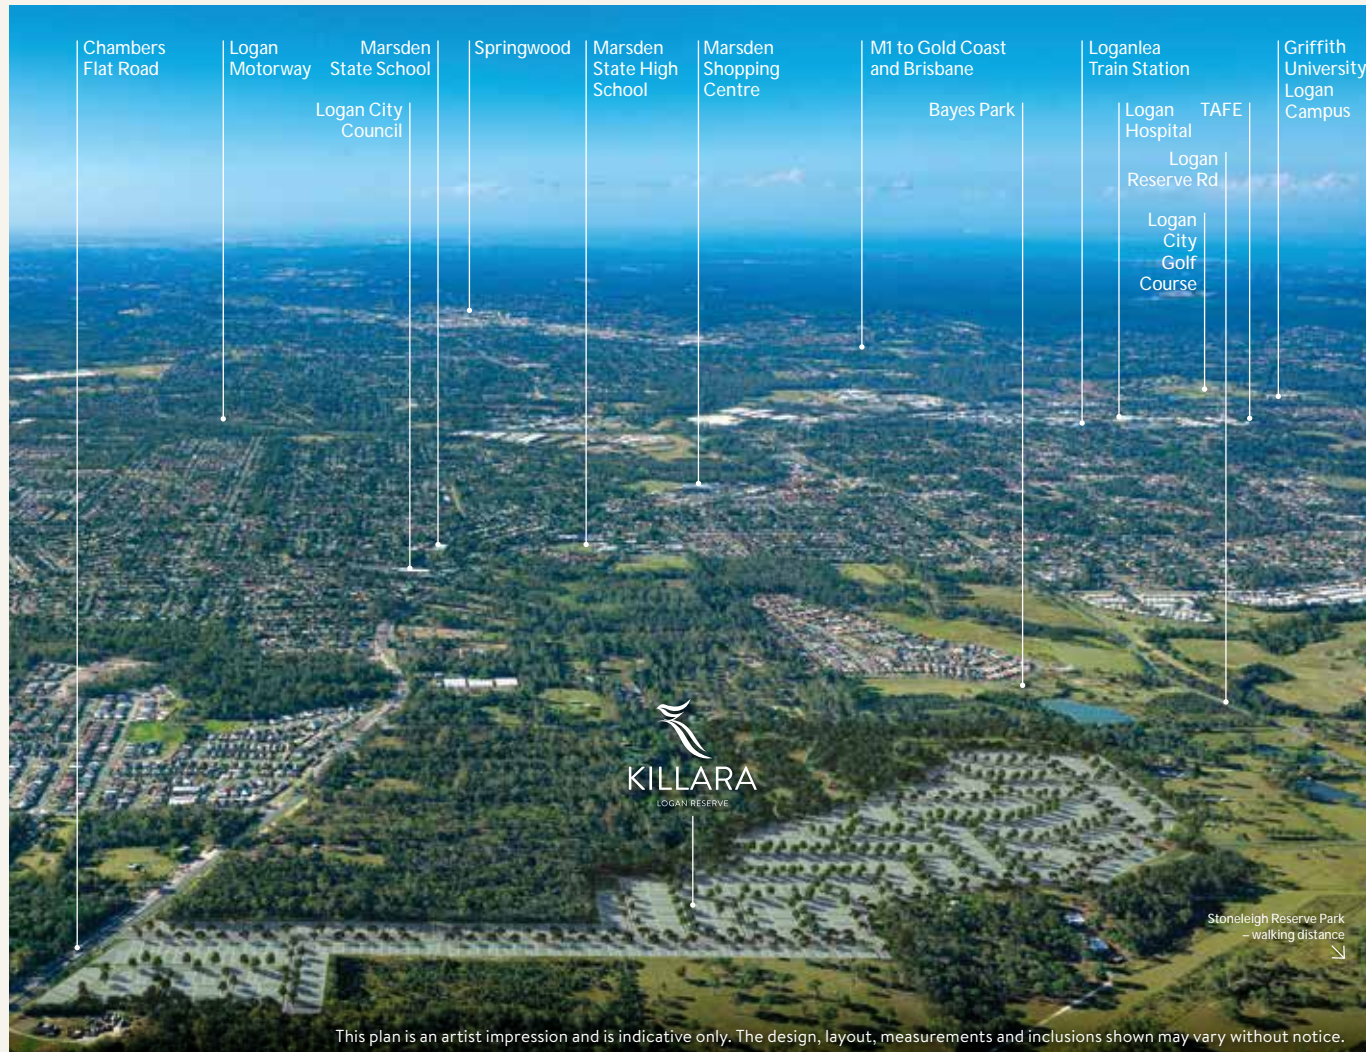 Chambers
Flat Road
Logan
Motorway
Marsden
State School
Logan City
Council
Springwood
Marsden
State High
School
Marsden
Shopping
Centre
M1 to Gold Coast
and Brisbane
Bayes Park
Loganlea
Train Station
Logan
Hospital
TAFE
Griffith
University
Logan
Campus
Logan
Reserve Rd
Logan
City
Golf
Course
KILLARA
LOGAN RESERVE
Stoneleigh Reserve Park
– walking distance
This plan is an artist impression and is indicative only. The design, layout, measurements and inclusions shown may vary without notice.